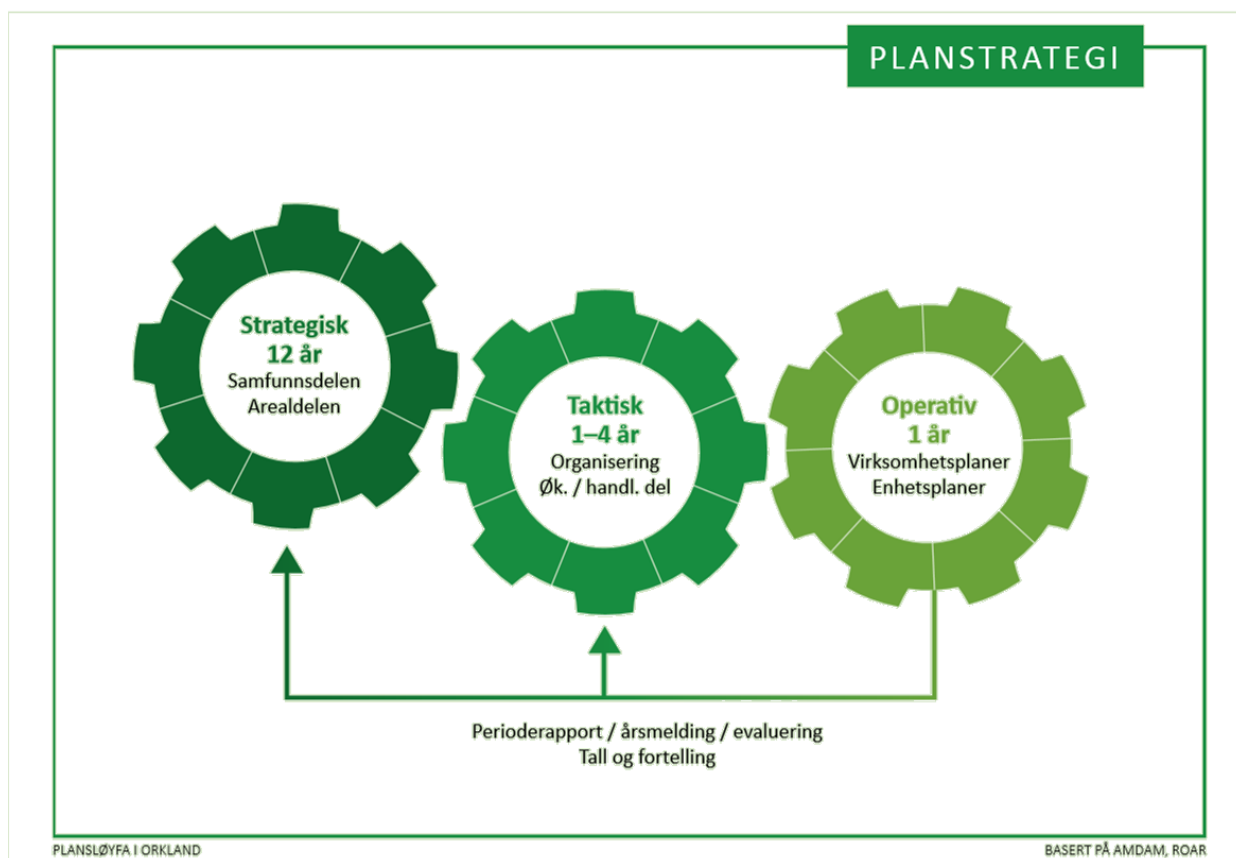 PLANSTRATEGI
Strategisk
12 år
Samfunnsdelen
Arealdelen
Taktisk
1–4 år
Organisering
Øk. / handl. del
Operativ
1 år
Virksomhetsplaner
Enhetsplaner
Perioderapport / årsmelding / evaluering
Tall og fortelling
PLANSLØYFA I ORKLAND
BASERT PÅ AMDAM, ROAR